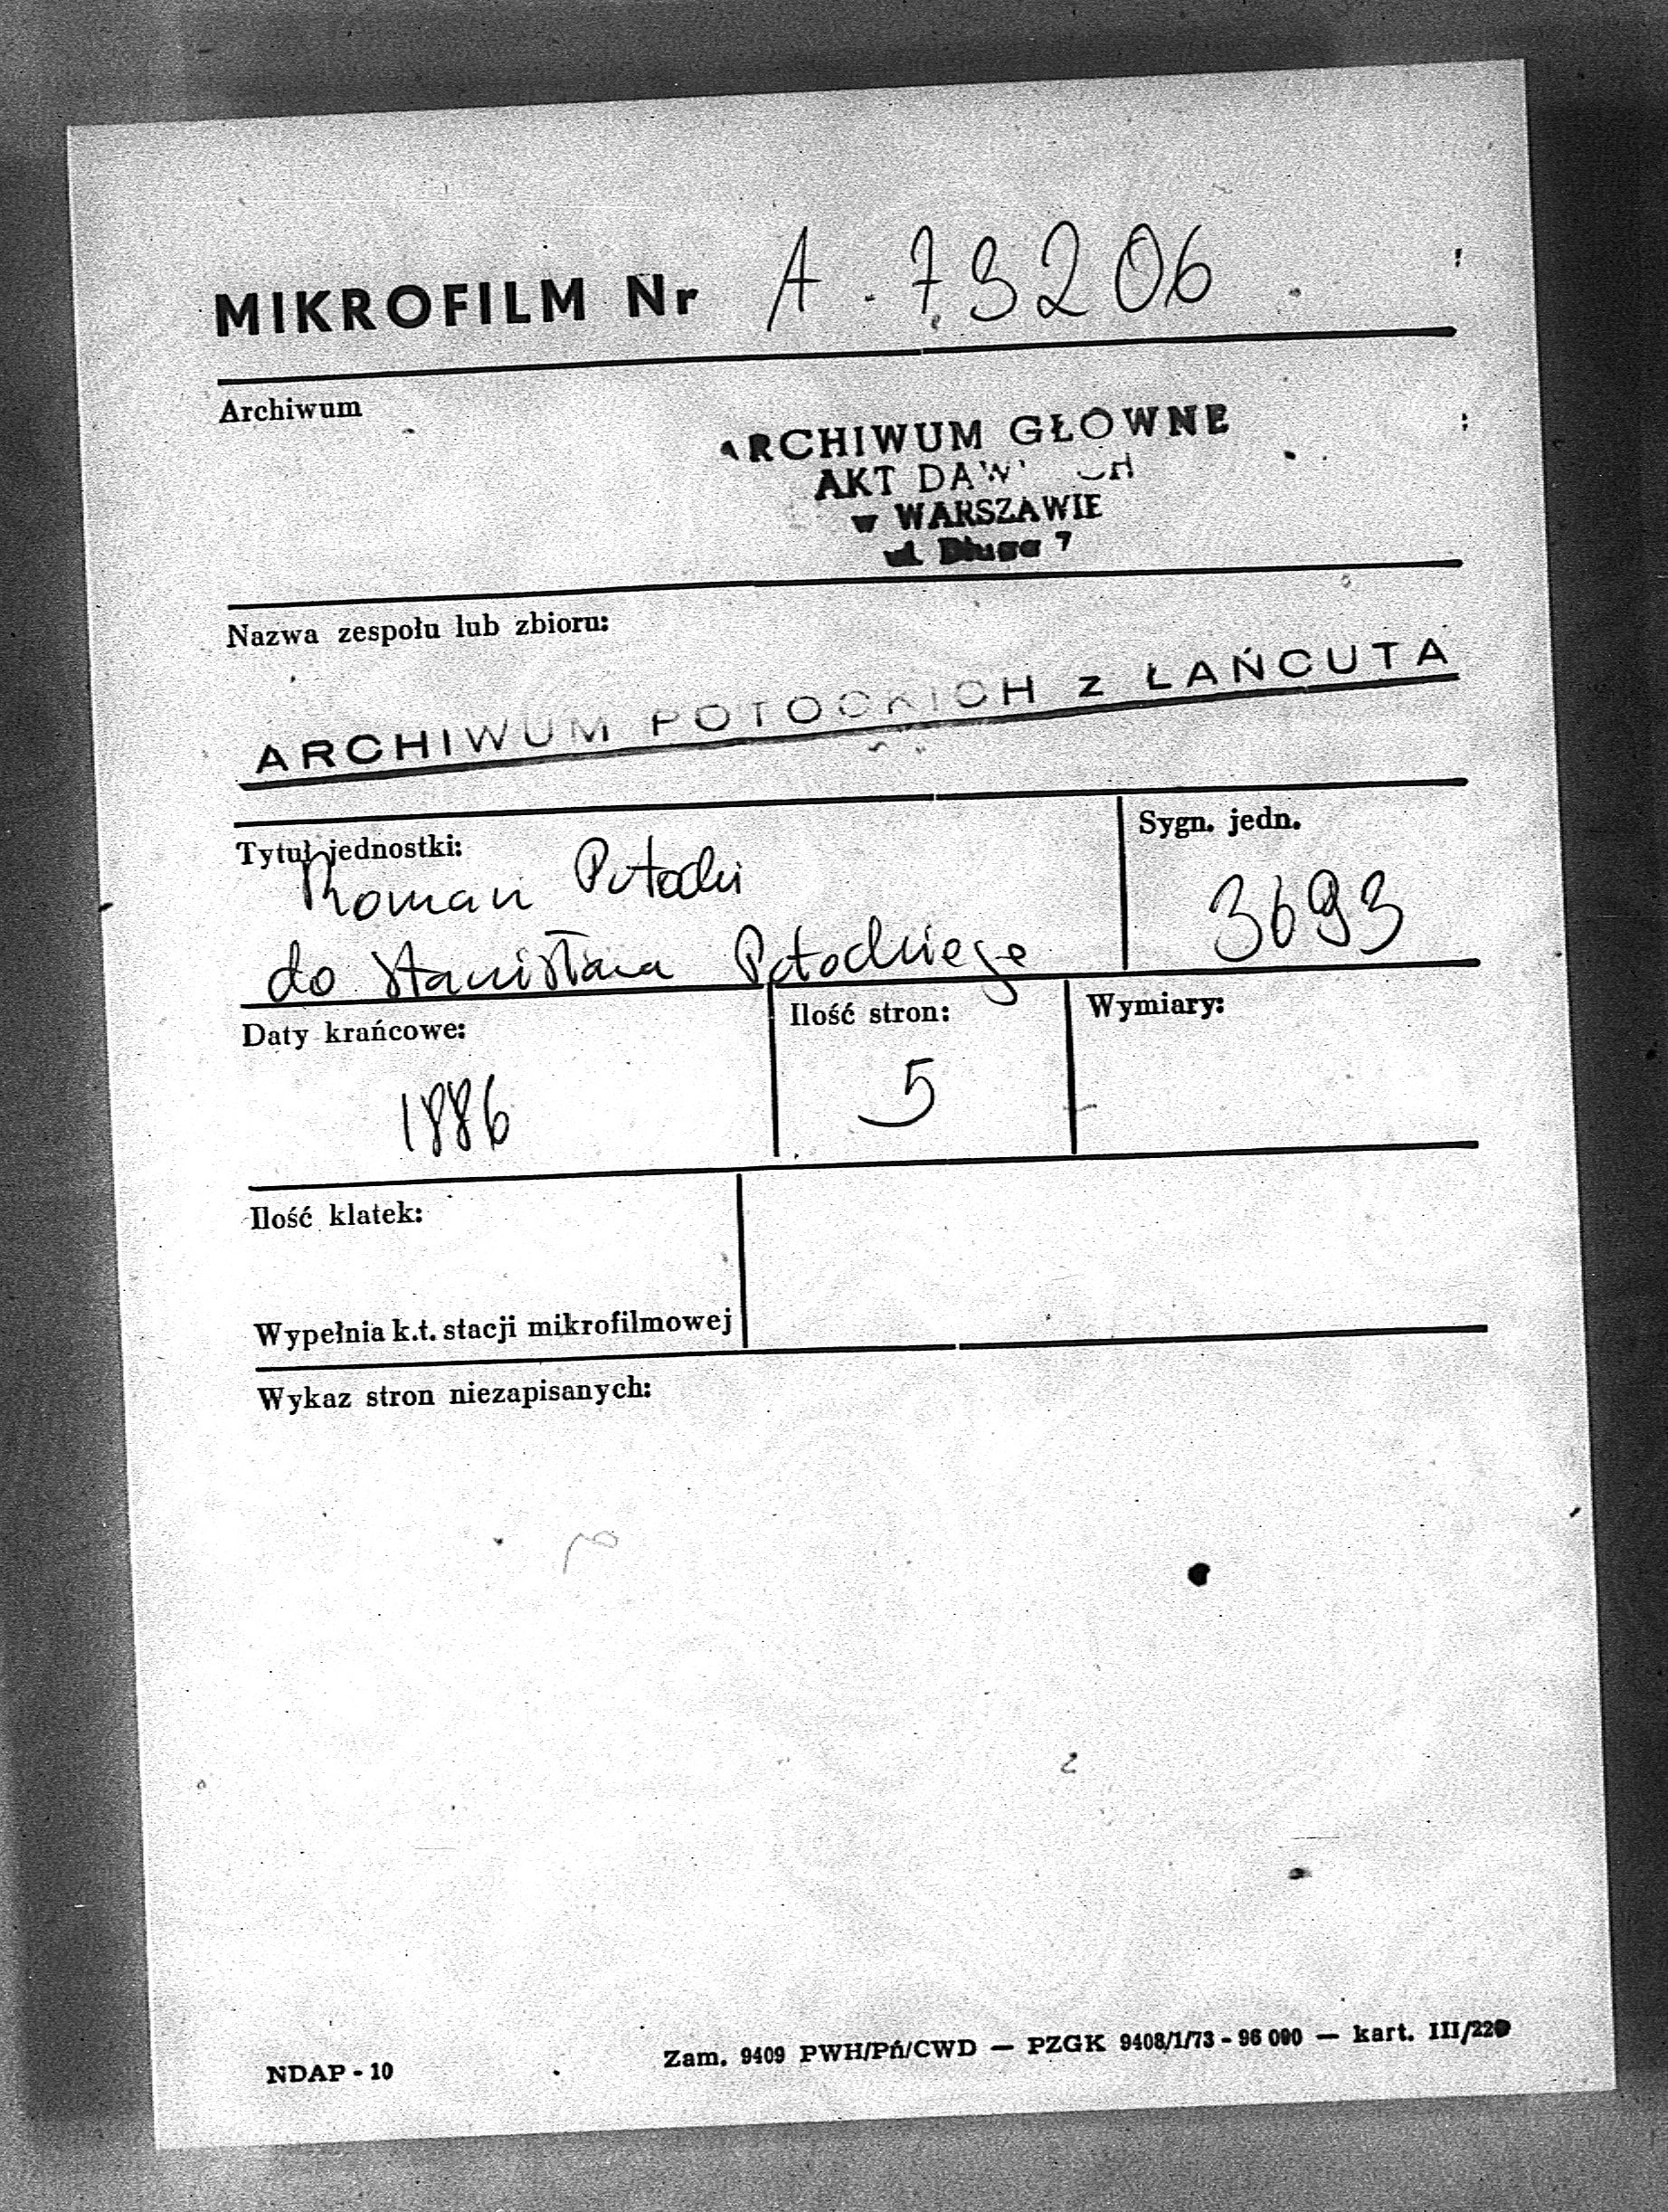 MIKROFILM Nr A. 73206
Archiwum
ARCHIWUM GŁÓWNE
AKT DAWNYCH
w WARSZAWIE
ul. Długa 7
Nazwa zespołu lub zbioru:
ARCHIWUM POTOCKICH z ŁAŃCUTA
Tytuł jednostki:
Sygn. jedn.
Roman Potocki
do Stanisława Potockiego
3693
Daty krańcowe:
Ilość stron:
Wymiary:
1886
5
Ilość klatek:
Wypełnia k.t. stacji mikrofilmowej
Wykaz stron niezapisanych:
NDAP - 10
Zam. 9409 PWH/Pń/CWD — PZGK 9408/1/73 - 96 000 — kart. III/220